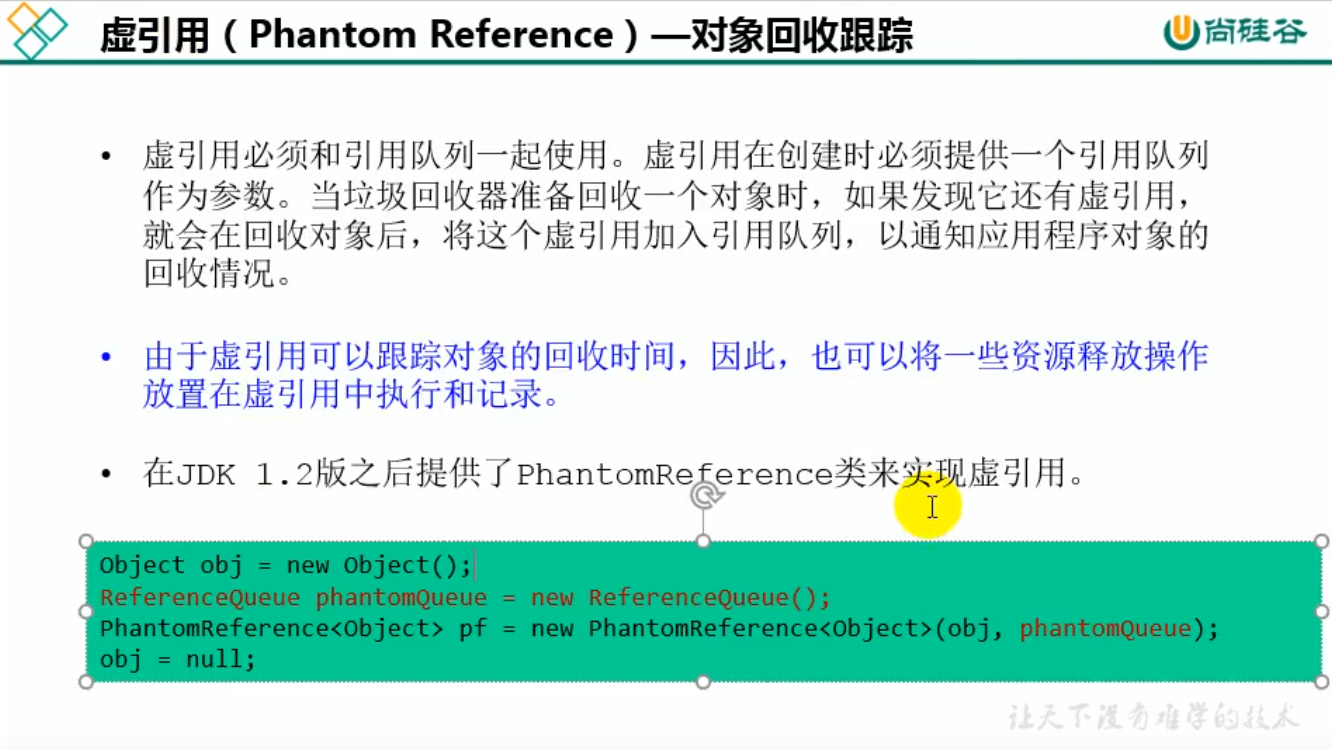 虚引用（Phantom Reference）—对象回收跟踪
尚硅谷
• 虚引用必须和引用队列一起使用。虚引用在创建时必须提供一个引用队列
作为参数。当垃圾回收器准备回收一个对象时，如果发现它还有虚引用，
就会在回收对象后，将这个虚引用加入引用队列，以通知应用程序对象的
回收情况。
• 由于虚引用可以跟踪对象的回收时间，因此，也可以将一些资源释放操作
放置在虚引用中执行和记录。
• 在JDK 1.2版之后提供了PhantomReference类来实现虚引用。
Object obj = new Object();
ReferenceQueue phantomQueue = new ReferenceQueue();
PhantomReference<Object> pf = new PhantomReference<Object>(obj, phantomQueue);
obj = null;
让天下没有难学的技术